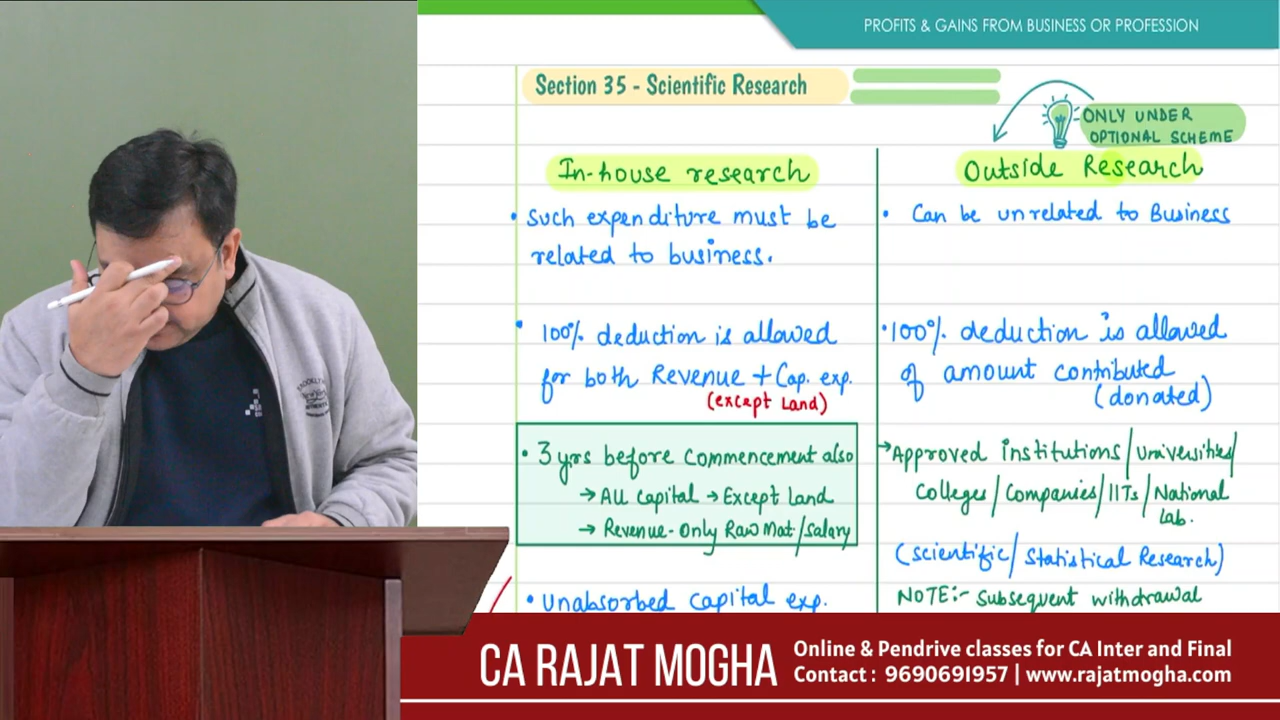 PROFITS & GAINS FROM BUSINESS OR PROFESSION
Section 35 - Scientific Research
ONLY UNDER
OPTIONAL SCHEME
In-house research
• Such expenditure must be
related to business.
• 100% deduction is allowed
for both Revenue + Cap. exp.
(except Land)
• 3 yrs before commencement also
→ All Capital → Except Land
→ Revenue - Only Raw Mat/Salary
• Unabsorbed capital exp.
Outside Research
• Can be unrelated to Business
• 100% deduction is allowed
of amount contributed
(donated)
→ Approved institutions/Universities/
Colleges/Companies/IITs/National
Lab.
(Scientific/Statistical Research)
NOTE:- Subsequent withdrawal
CA RAJAT MOGHA
Online & Pendrive classes for CA Inter and Final
Contact : 9690691957 | www.rajatmogha.com